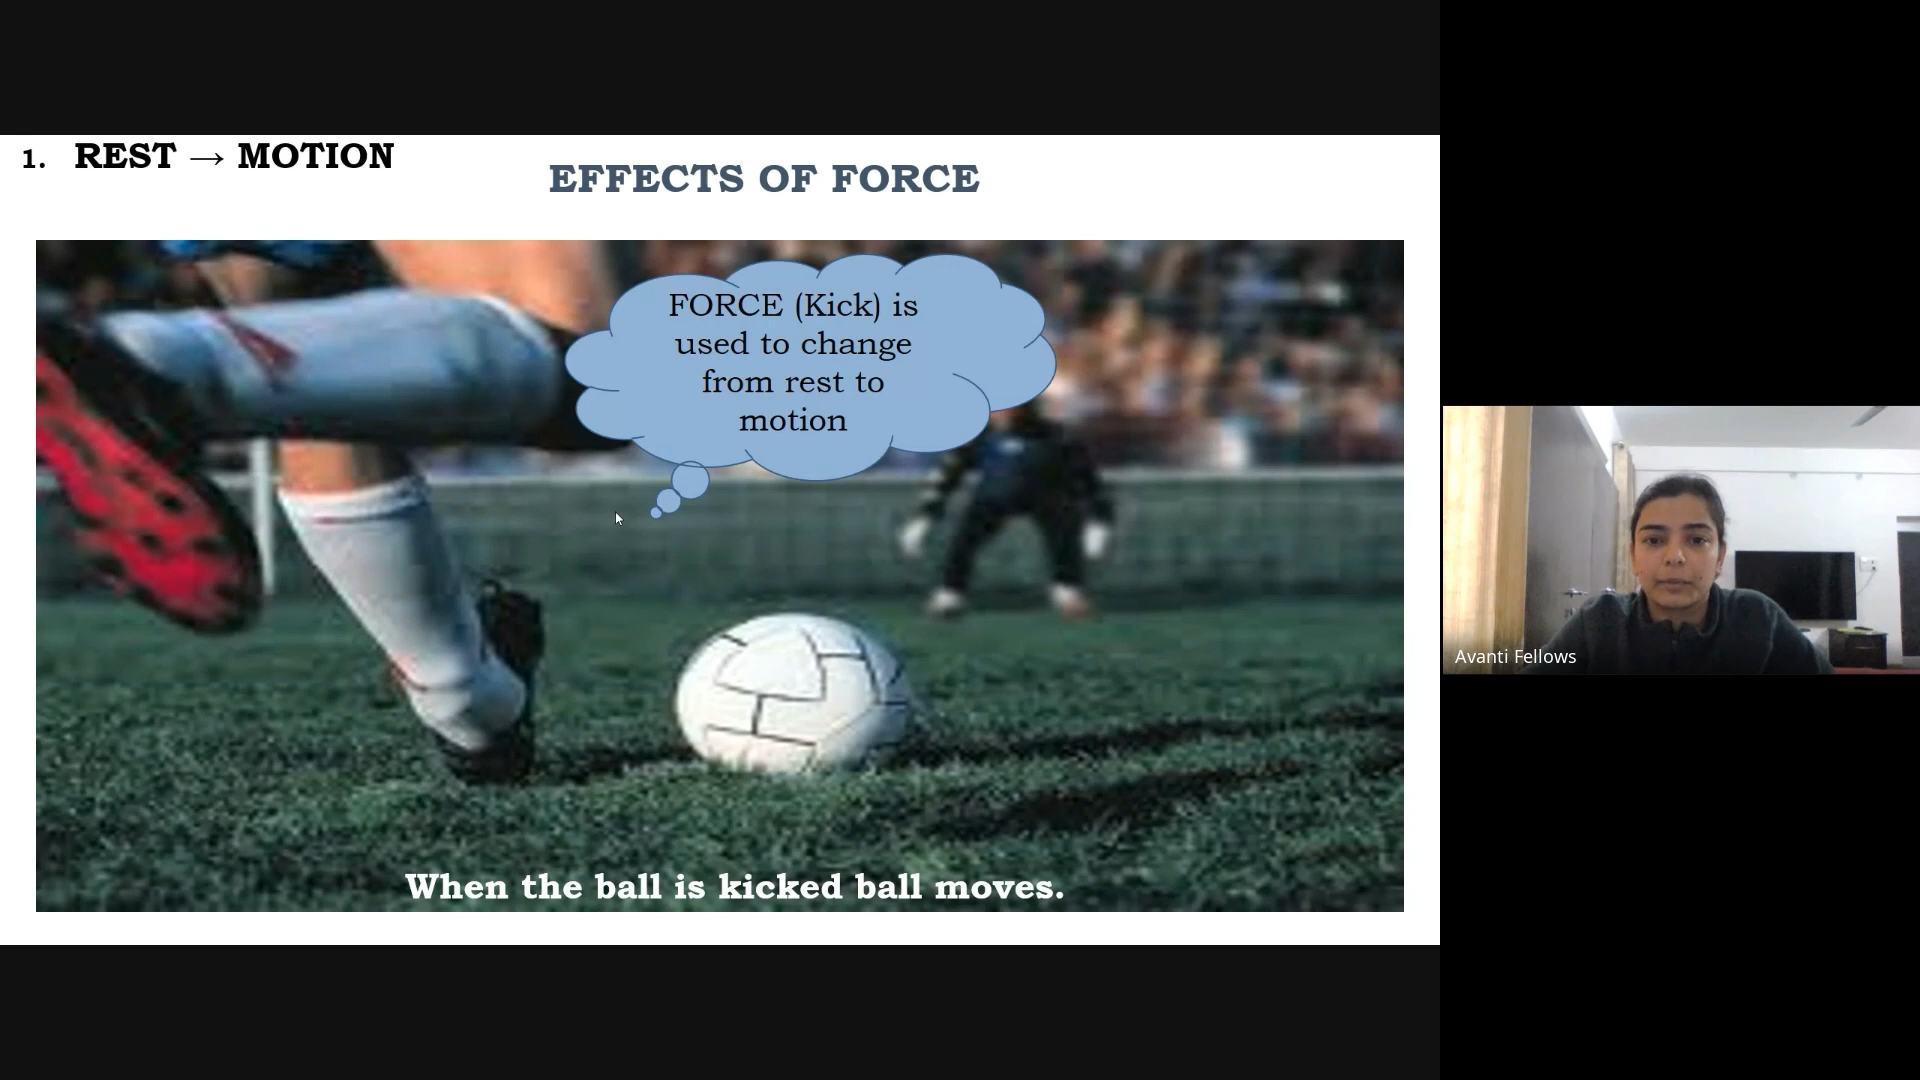 1. REST → MOTION
EFFECTS OF FORCE
FORCE (Kick) is
used to change
from rest to
motion
When the ball is kicked ball moves.
Avanti Fellows